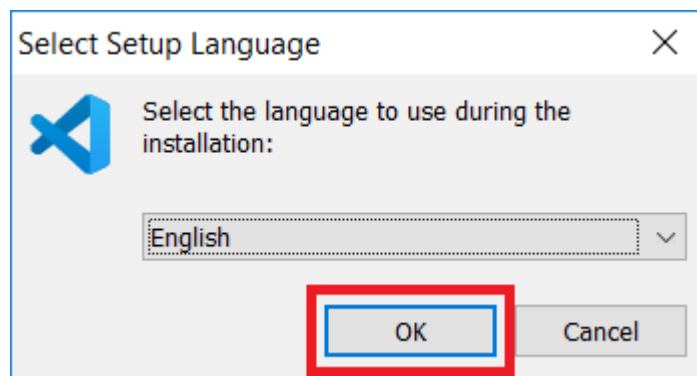 Select Setup Language
Select the language to use during the
installation:
English
OK
Cancel